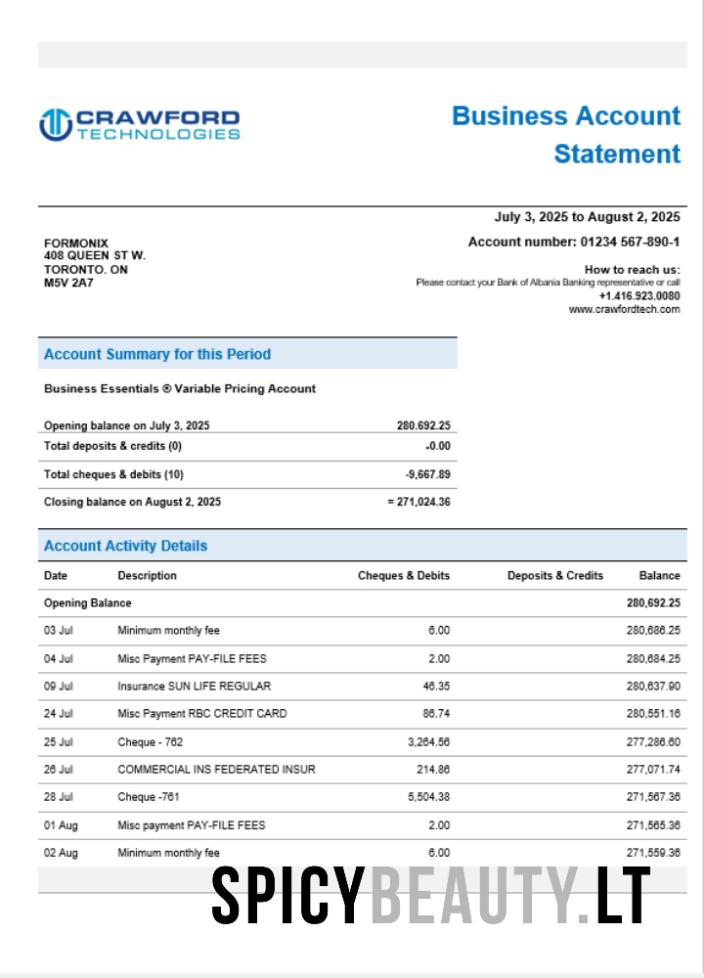 CRAWFORD
TECHNOLOGIES
Business Account
Statement
July 3, 2025 to August 2, 2025
FORMONIX
408 QUEEN ST W.
TORONTO. ON
M5V 2A7
Account number: 01234 567-890-1
How to reach us:
Please contact your Bank of Albania Banking representative or call
+1.416.923.0080
www.crawfordtech.com
Account Summary for this Period
Business Essentials ® Variable Pricing Account
Opening balance on July 3, 2025 280.692.25
Total deposits & credits (0) -0.00
Total cheques & debits (10) -9,667.89
Closing balance on August 2, 2025 = 271,024.36
Account Activity Details
Date Description Cheques & Debits Deposits & Credits Balance
Opening Balance 280,692.25
03 Jul Minimum monthly fee 6.00 280,686.25
04 Jul Misc Payment PAY-FILE FEES 2.00 280,684.25
09 Jul Insurance SUN LIFE REGULAR 46.35 280,637.90
24 Jul Misc Payment RBC CREDIT CARD 86.74 280,551.16
25 Jul Cheque - 762 3,264.56 277,286.60
26 Jul COMMERCIAL INS FEDERATED INSUR 214.86 277,071.74
28 Jul Cheque -761 5,504.38 271,567.36
01 Aug Misc payment PAY-FILE FEES 2.00 271,565.36
02 Aug Minimum monthly fee 6.00 271,559.36
SPICYBEAUTY.LT